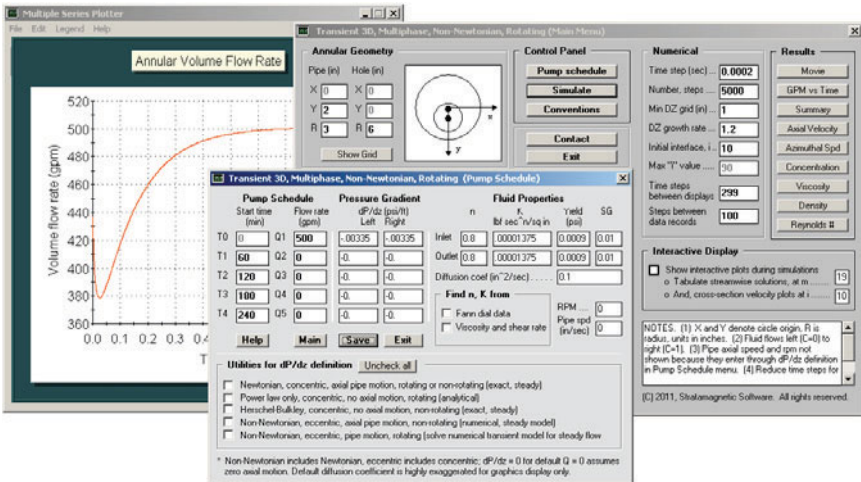 Multiple Series Plotter
File Edit Legend Help
Annular Volume Flow Rate
Volume flow rate (gpm)
520
500
480
460
440
420
400
380
360
0.0 0.1 0.2 0.3 0.4 0.
T
Transient 3D, Multiphase, Non-Newtonian, Rotating (Main Menu)
Annular Geometry
Pipe (in) Hole (in)
X 0 X 0
Y 2 Y 0
R 3 R 6
Show Grid
x
y
Control Panel
Pump schedule
Simulate
Conventions
Contact
Exit
Numerical
Time step (sec) ... 0.0002
Number, steps ... 5000
Min DZ grid (in) ... 1
DZ growth rate ... 1.2
Initial interface, i .. 10
Max "i" value ..... 90
Time steps
between displays 299
Steps between
data records 100
Results
Movie
GPM vs Time
Summary
Axial Velocity
Azimuthal Spd
Concentration
Viscosity
Density
Reynolds #
Interactive Display
Show interactive plots during simulations
o Tabulate streamwise solutions, at m ....... 19
o And, cross-section velocity plots at i ....... 10
NOTES. (1) X and Y denote circle origin, R is
radius, units in inches. (2) Fluid flows left (C=0) to
right (C=1). (3) Pipe axial speed and rpm not
shown because they enter through dP/dz definition
in Pump Schedule menu. (4) Reduce time steps for
(C) 2011, Stratamagnetic Software. All rights reserved.
Transient 3D, Multiphase, Non-Newtonian, Rotating (Pump Schedule)
Pump Schedule Pressure Gradient Fluid Properties
Start time (min) Flow rate (gpm) dP/dz (psi/ft) Left Right n K lbf sec^n/sq in Yield (psi) SG
T0 0 Q1 500 -.00335 -.00335 Inlet 0.8 .00001375 0.0009 0.01
T1 60 Q2 0 -0. -0. Outlet 0.8 .00001375 0.0009 0.01
T2 120 Q3 0 -0. -0. Diffusion coef (in^2/sec) ..... 0.1
T3 180 Q4 0 -0. -0.
T4 240 Q5 0 -0. -0.
Find n, K from
Fann dial data
Viscosity and shear rate
RPM .... 0
Pipe spd
(in/sec) 0
Help Main Save Exit
Utilities for dP/dz definition Uncheck all
Newtonian, concentric, axial pipe motion, rotating or non-rotating (exact, steady)
Power law only, concentric, no axial motion, rotating (analytical)
Herschel-Bulkley, concentric, no axial motion, non-rotating (exact, steady)
Non-Newtonian, eccentric, axial pipe motion, non-rotating (numerical, steady model)
Non-Newtonian, eccentric, pipe motion, rotating (solve numerical transient model for steady flow
* Non-Newtonian includes Newtonian, eccentric includes concentric; dP/dz = 0 for default Q = 0 assumes
zero axial motion. Default diffusion coefficient is highly exaggerated for graphics display only.